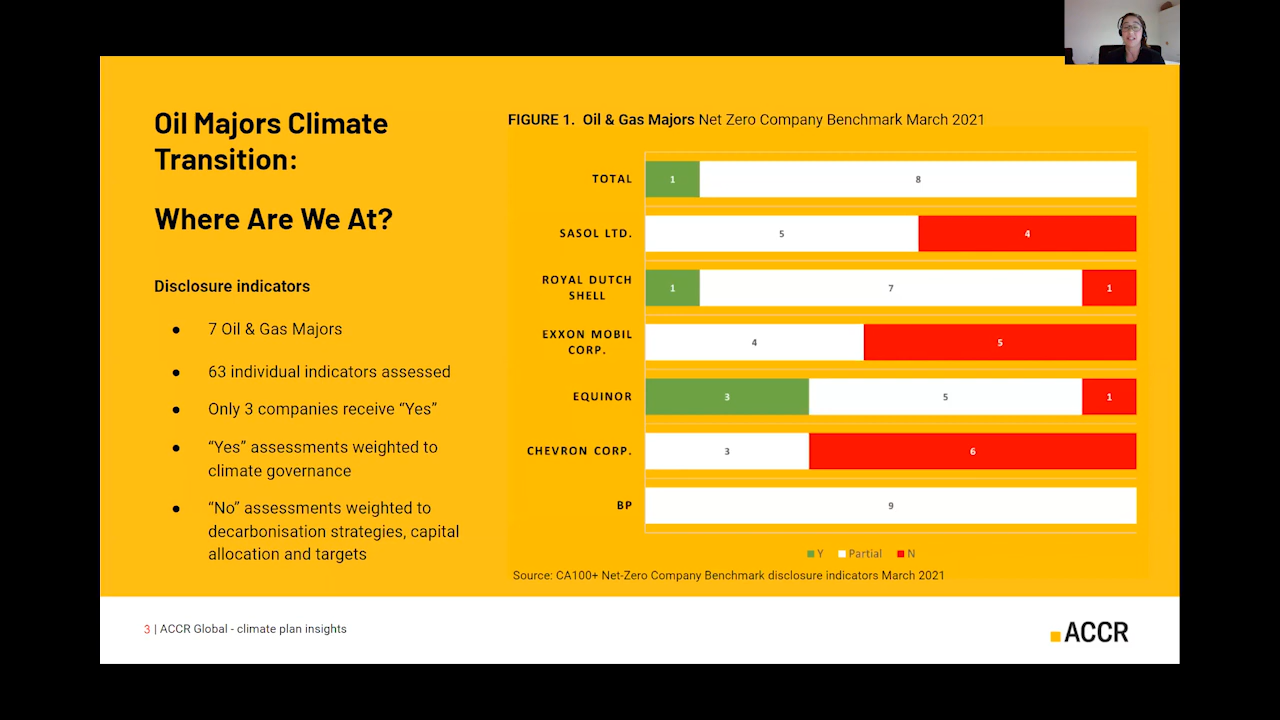 Oil Majors Climate
Transition:
Where Are We At?
Disclosure indicators
● 7 Oil & Gas Majors
● 63 individual indicators assessed
● Only 3 companies receive “Yes”
● “Yes” assessments weighted to
climate governance
● “No” assessments weighted to
decarbonisation strategies, capital
allocation and targets
FIGURE 1. Oil & Gas Majors Net Zero Company Benchmark March 2021
TOTAL 1 8
SASOL LTD. 5 4
ROYAL DUTCH
SHELL 1 7 1
EXXON MOBIL
CORP. 4 5
EQUINOR 3 5 1
CHEVRON CORP. 3 6
BP 9
Y Partial N
Source: CA100+ Net-Zero Company Benchmark disclosure indicators March 2021
3 | ACCR Global - climate plan insights
ACCR